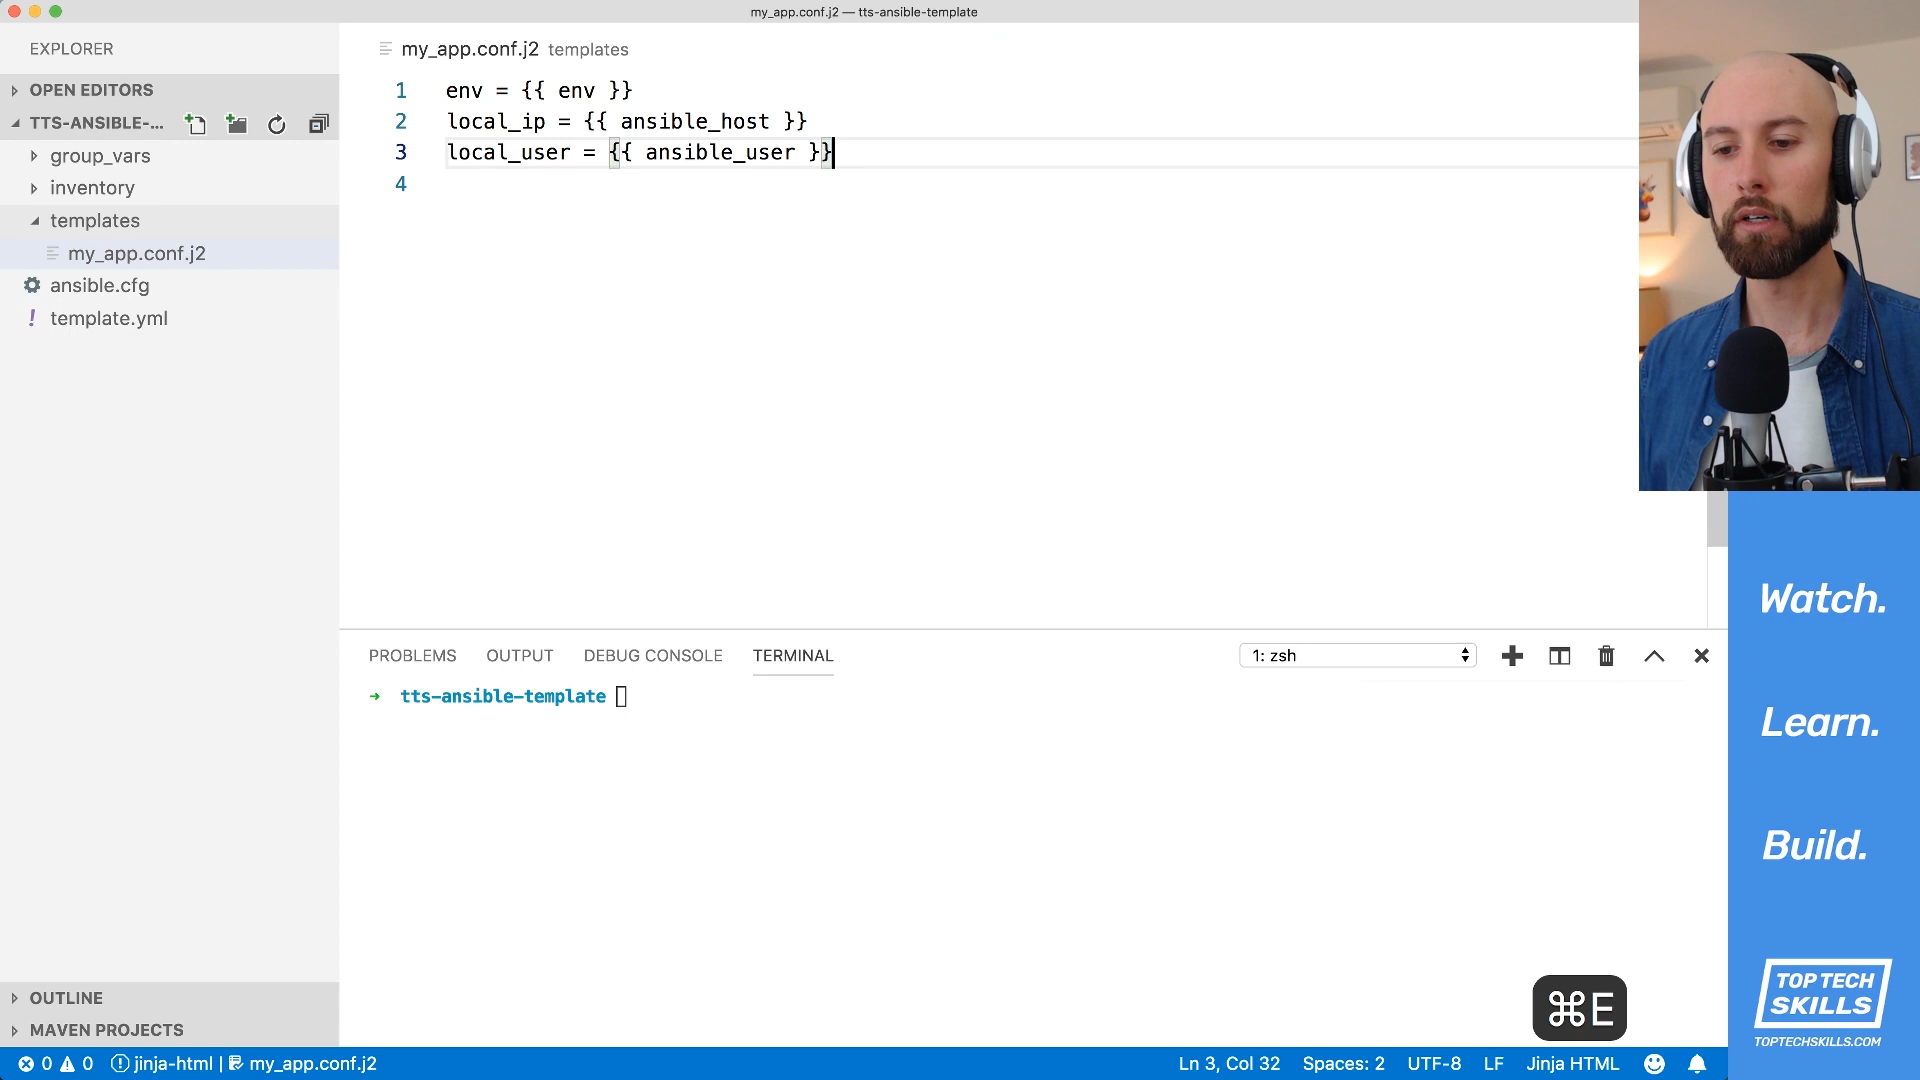 my_app.conf.j2 — tts-ansible-template
EXPLORER
OPEN EDITORS
TTS-ANSIBLE-...
group_vars
inventory
templates
my_app.conf.j2
ansible.cfg
! template.yml
OUTLINE
MAVEN PROJECTS
my_app.conf.j2 templates
1 env = {{ env }}
2 local_ip = {{ ansible_host }}
3 local_user = {{ ansible_user }}
4
PROBLEMS OUTPUT DEBUG CONSOLE TERMINAL
1: zsh
➜ tts-ansible-template
⌘E
Watch.
Learn.
Build.
TOP TECH
SKILLS
TOPTECHSKILLS.COM
0 0 jinja-html | my_app.conf.j2
Ln 3, Col 32 Spaces: 2 UTF-8 LF Jinja HTML